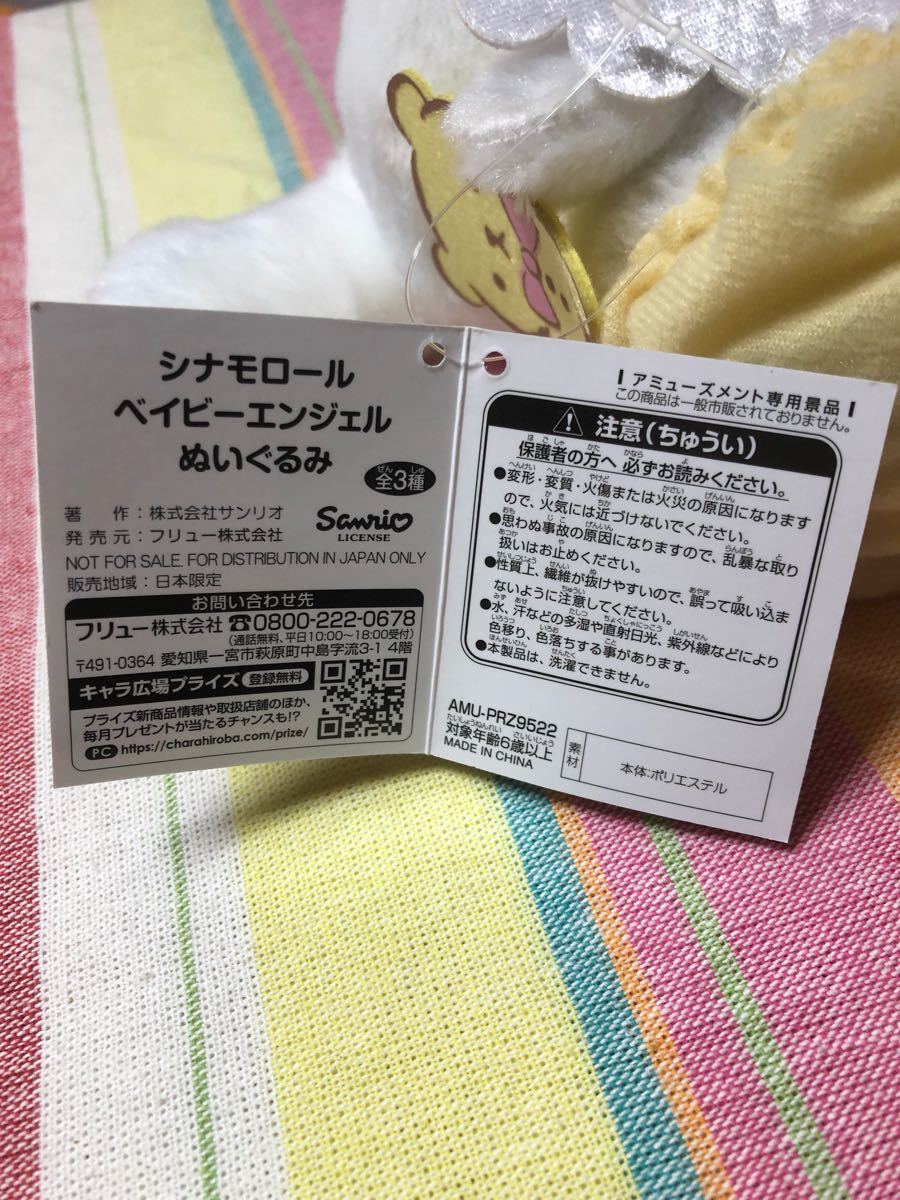 シナモロール
ベイビーエンジェル
ぬいぐるみ
全3種
ぜん しゅ
著 作：株式会社サンリオ
発売元：フリュー株式会社
Sanrio
LICENSE
NOT FOR SALE. FOR DISTRIBUTION IN JAPAN ONLY
販売地域：日本限定
お問い合わせ先
フリュー株式会社 ☎0800-222-0678
(通話無料、平日10:00〜18:00受付)
〒491-0364 愛知県一宮市萩原町中島字流3-1 4階
キャラ広場プライズ 登録無料
プライズ新商品情報や取扱店舗のほか、
毎月プレゼントが当たるチャンスも!?
PC https://charahiroba.com/prize/
アミューズメント専用景品
この商品は一般市販されておりません。
注意(ちゅうい)
保護者の方へ 必ずお読みください。
●変形・変質・火傷または火災の原因になります
ので、火気には近づけないでください。
●思わぬ事故の原因になりますので、乱暴な取り
扱いはお止めください。
●性質上、繊維が抜けやすいので、誤って吸い込ま
ないように注意してください。
●水、汗などの多湿や直射日光、紫外線などにより
色移り、色落ちする事があります。
●本製品は、洗濯できません。
AMU-PRZ9522
対象年齢6歳以上
MADE IN CHINA
素材
本体：ポリエステル